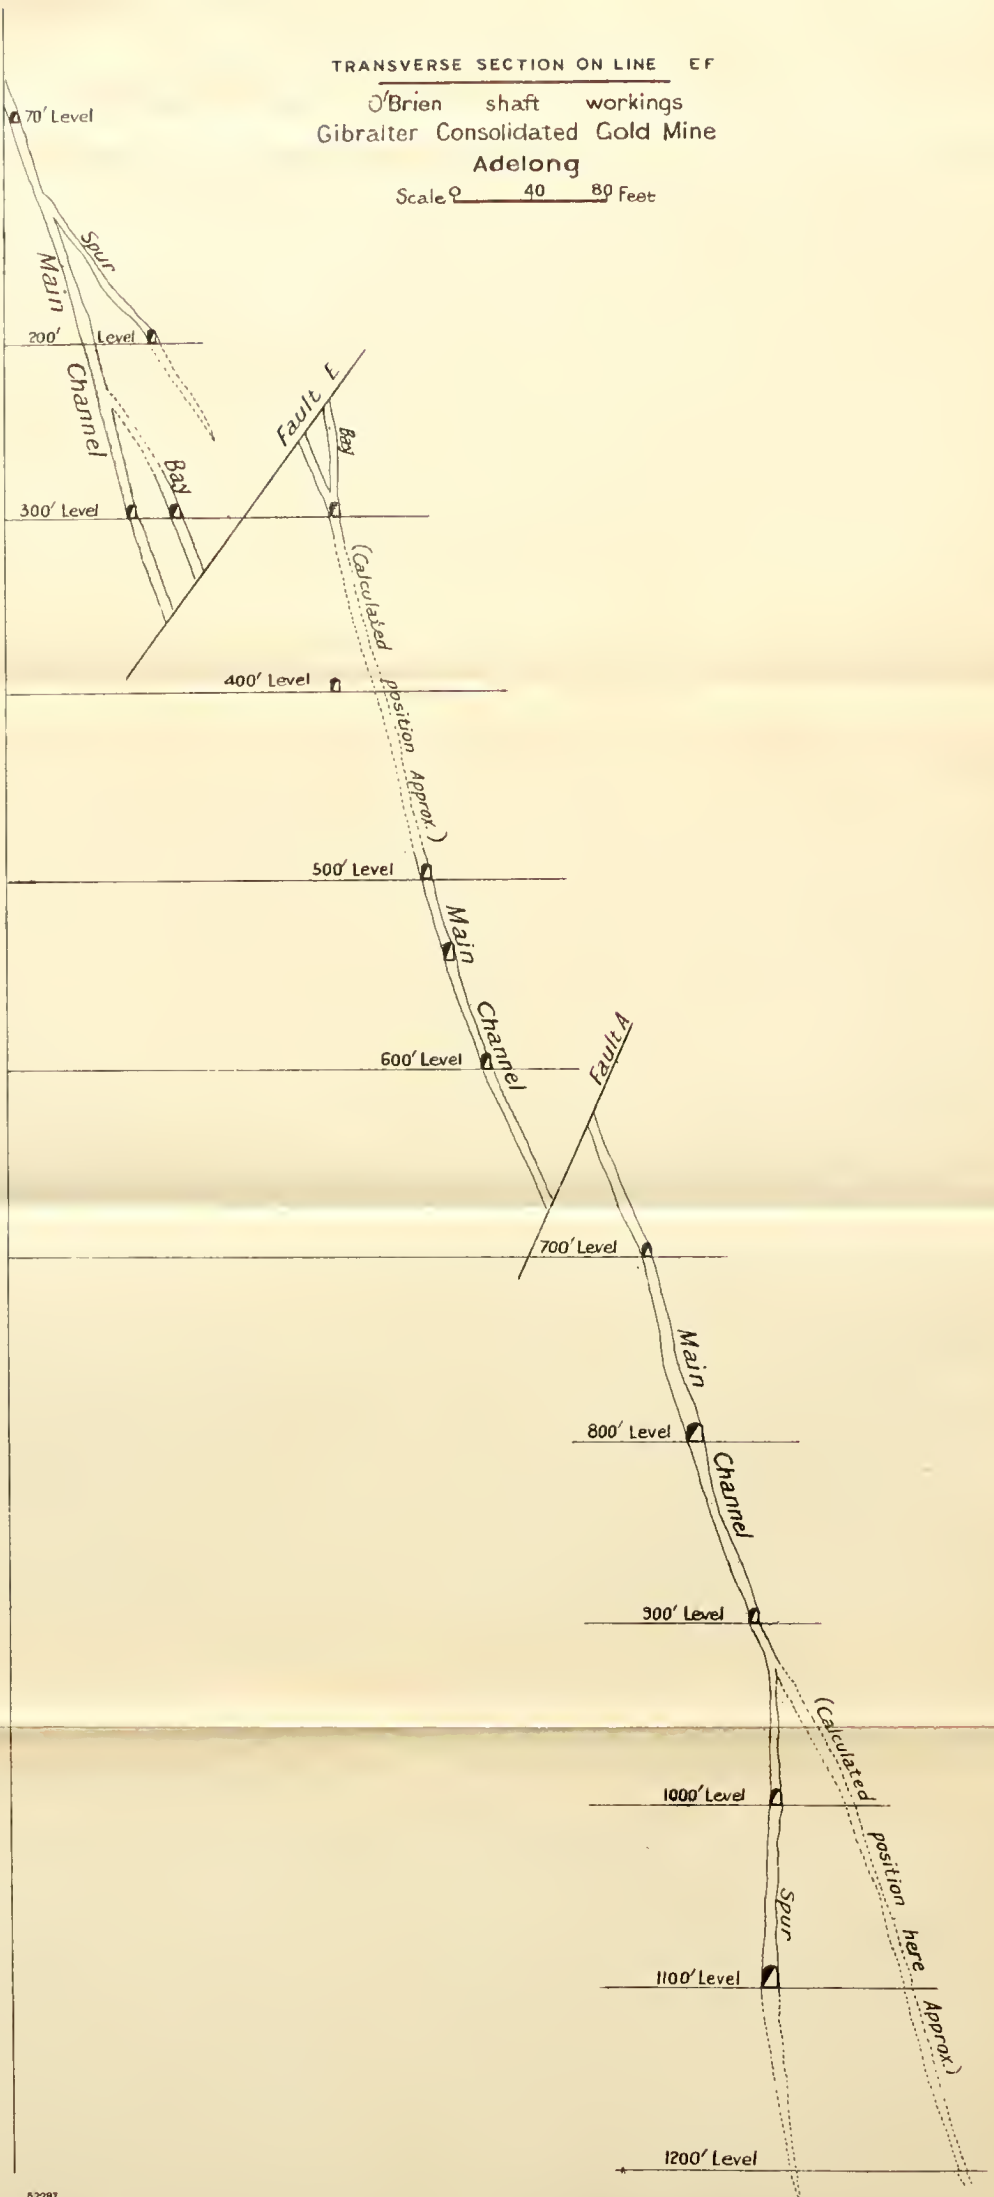 TRANSVERSE SECTION ON LINE EF
O'Brien shaft workings
Gibralter Consolidated Gold Mine
Adelong
Scale 0 40 80 Feet
70' Level
Spur
Main Channel
200' Level
Fault E
Bay
Bay
300' Level
(Calculated position Approx.)
400' Level
500' Level
Main Channel
600' Level
Fault A
700' Level
Main Channel
800' Level
900' Level
(Calculated position here Approx.)
1000' Level
Spur
1100' Level
1200' Level
52287